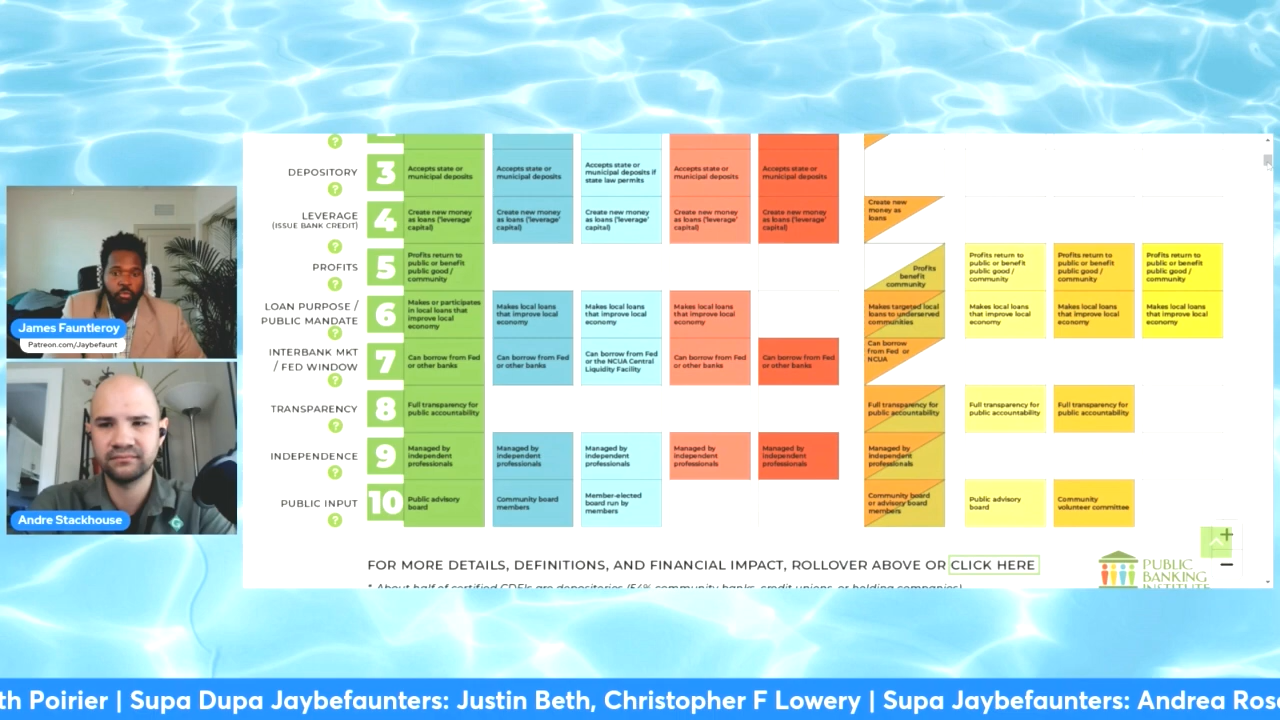 James Fauntleroy
Patreon.com/Jaybefaunt
Andre Stackhouse
DEPOSITORY
?
3
Accepts state or
municipal deposits
Accepts state or
municipal deposits
Accepts state or
municipal deposits if
state law permits
Accepts state or
municipal deposits
Accepts state or
municipal deposits
LEVERAGE
(ISSUE BANK CREDIT)
?
4
Create new money
as loans ('leverage'
capital)
Create new money
as loans ('leverage'
capital)
Create new money
as loans ('leverage'
capital)
Create new money
as loans ('leverage'
capital)
Create new money
as loans ('leverage'
capital)
Create new
money as
loans
PROFITS
?
5
Profits return to
public or benefit
public good /
community
Profits
benefit
community
Profits return to
public or benefit
public good /
community
Profits return to
public or benefit
public good /
community
Profits return to
public or benefit
public good /
community
LOAN PURPOSE /
PUBLIC MANDATE
?
6
Makes or participates
in local loans that
improve local
economy
Makes local loans
that improve local
economy
Makes local loans
that improve local
economy
Makes local loans
that improve local
economy
Makes targeted local
loans to underserved
communities
Makes local loans
that improve local
economy
Makes local loans
that improve local
economy
Makes local loans
that improve local
economy
INTERBANK MKT
/ FED WINDOW
?
7
Can borrow from Fed
or other banks
Can borrow from Fed
or other banks
Can borrow from Fed
or the NCUA Central
Liquidity Facility
Can borrow from Fed
or other banks
Can borrow from Fed
or other banks
Can borrow
from Fed or
NCUA
TRANSPARENCY
?
8
Full transparency for
public accountability
Full transparency for
public accountability
Full transparency for
public accountability
Full transparency for
public accountability
INDEPENDENCE
?
9
Managed by
independent
professionals
Managed by
independent
professionals
Managed by
independent
professionals
Managed by
independent
professionals
Managed by
independent
professionals
Managed by
independent
professionals
PUBLIC INPUT
?
10
Public advisory
board
Community board
members
Member-elected
board run by
members
Community board
or advisory board
members
Public advisory
board
Community
volunteer committee
FOR MORE DETAILS, DEFINITIONS, AND FINANCIAL IMPACT, ROLLOVER ABOVE OR CLICK HERE
PUBLIC
BANKING
INSTITUTE
* About half of certified CDFIs are depositories (54% community banks, credit unions, or holding companies)
th Poirier | Supa Dupa Jaybefaunters: Justin Beth, Christopher F Lowery | Supa Jaybefaunters: Andrea Ros